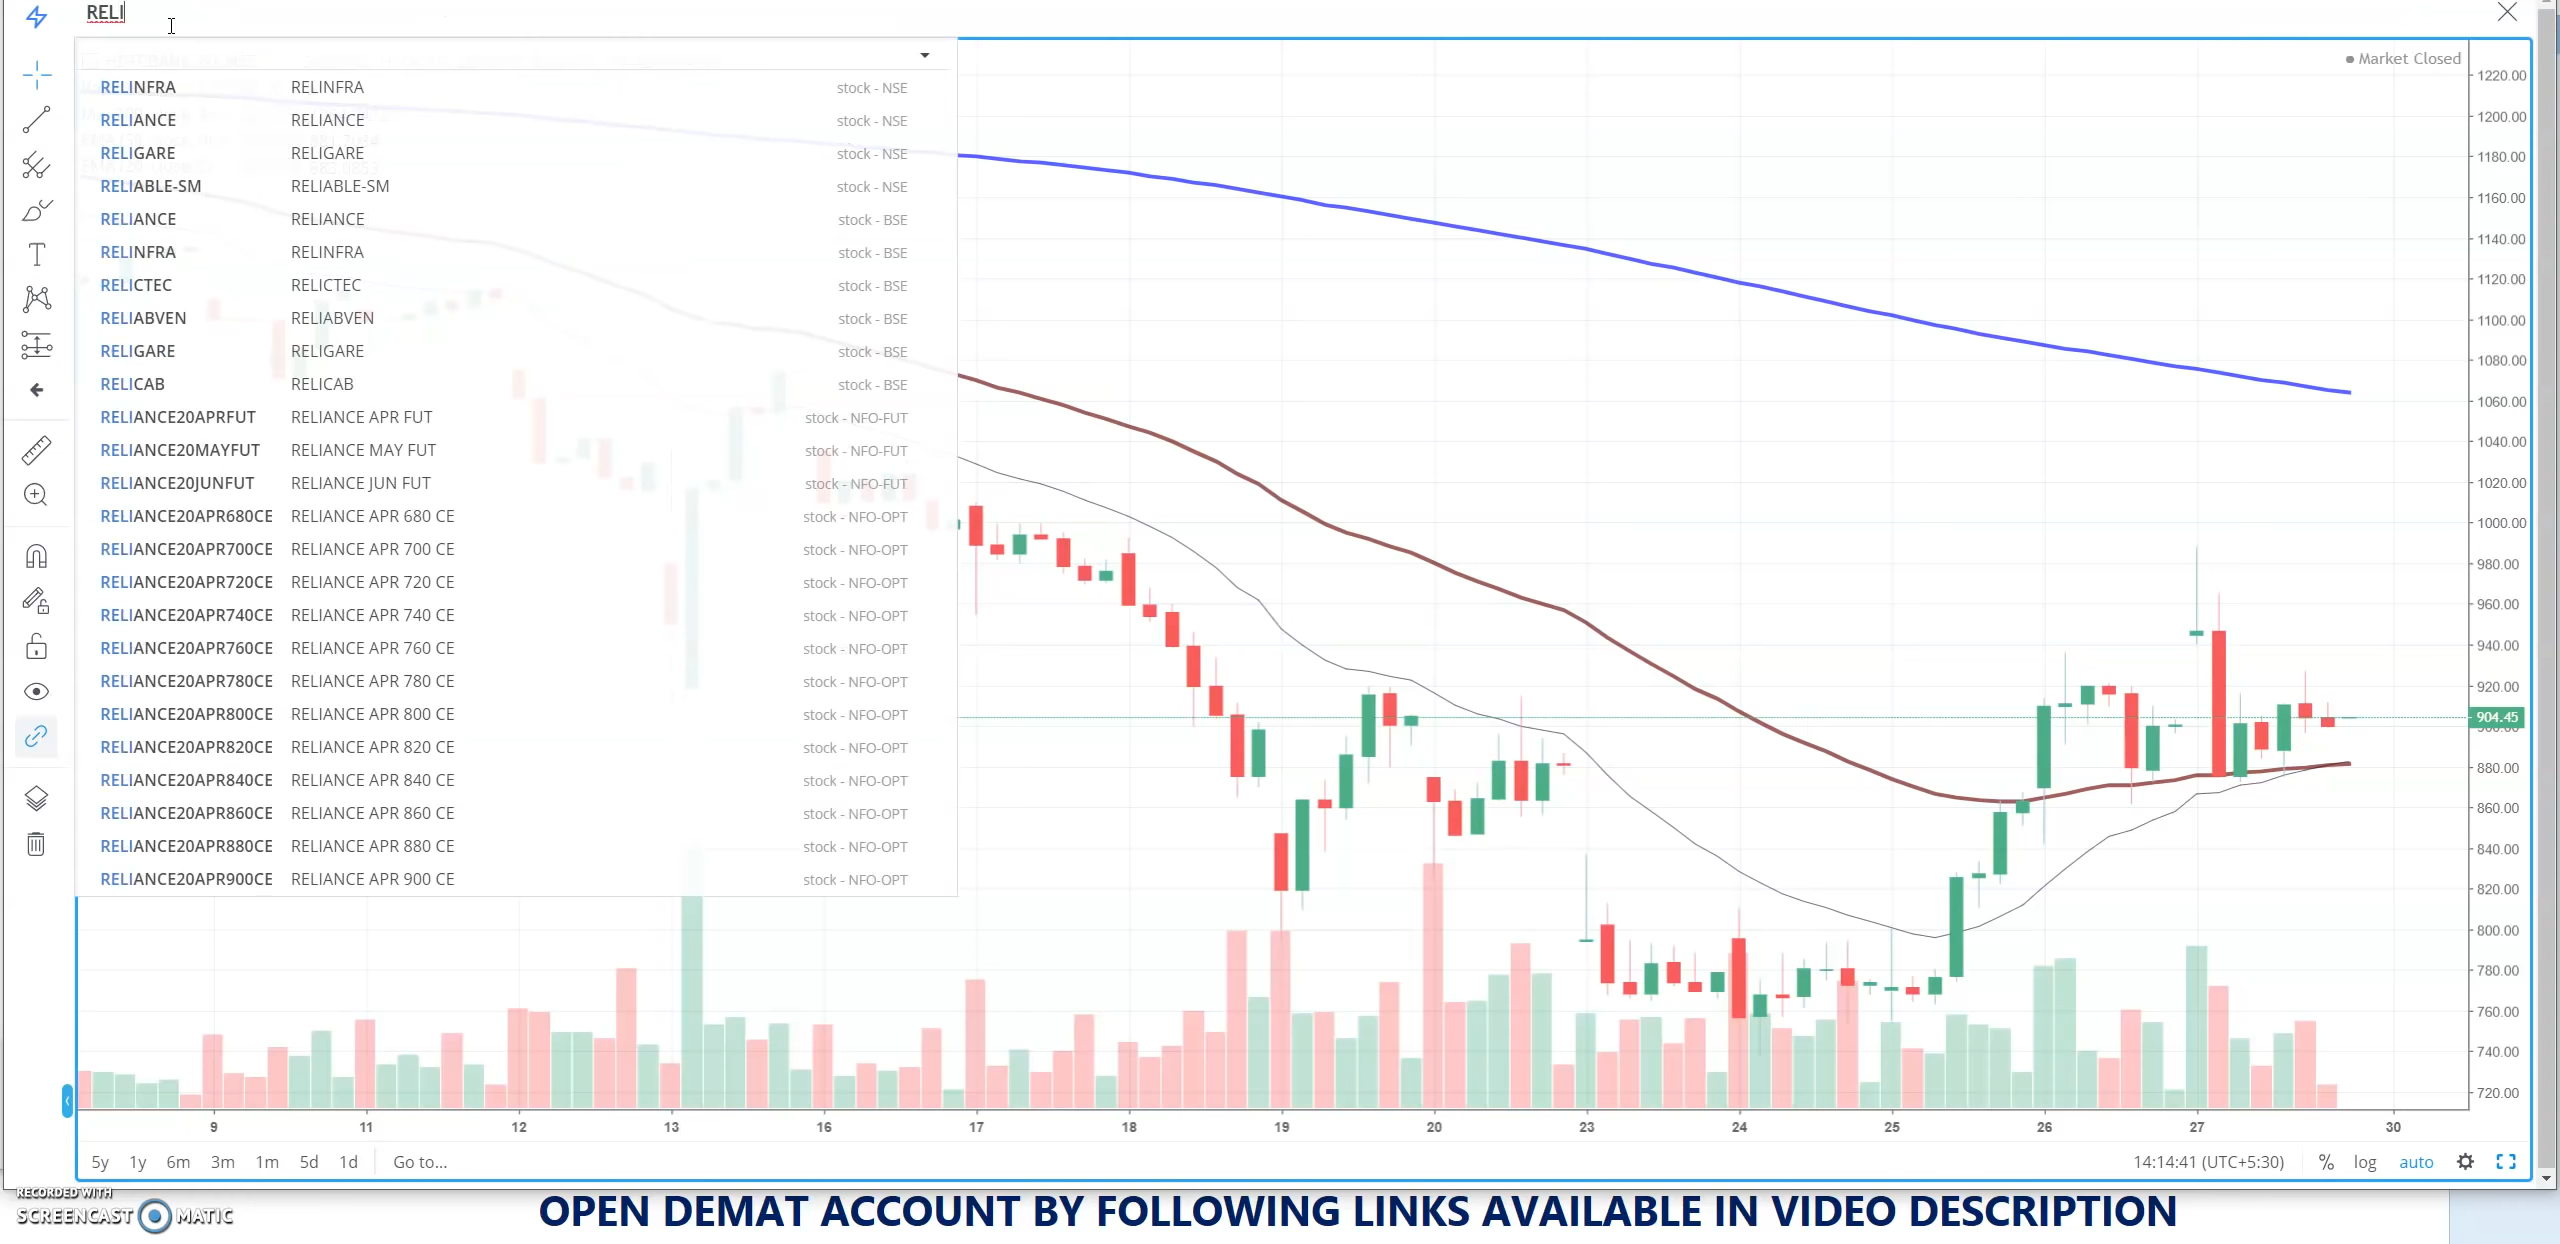 RELI
Market Closed
RELINFRA RELINFRA stock - NSE
RELIANCE RELIANCE stock - NSE
RELIGARE RELIGARE stock - NSE
RELIABLE-SM RELIABLE-SM stock - NSE
RELIANCE RELIANCE stock - BSE
RELINFRA RELINFRA stock - BSE
RELICTEC RELICTEC stock - BSE
RELIABVEN RELIABVEN stock - BSE
RELIGARE RELIGARE stock - BSE
RELICAB RELICAB stock - BSE
RELIANCE20APRFUT RELIANCE APR FUT stock - NFO-FUT
RELIANCE20MAYFUT RELIANCE MAY FUT stock - NFO-FUT
RELIANCE20JUNFUT RELIANCE JUN FUT stock - NFO-FUT
RELIANCE20APR680CE RELIANCE APR 680 CE stock - NFO-OPT
RELIANCE20APR700CE RELIANCE APR 700 CE stock - NFO-OPT
RELIANCE20APR720CE RELIANCE APR 720 CE stock - NFO-OPT
RELIANCE20APR740CE RELIANCE APR 740 CE stock - NFO-OPT
RELIANCE20APR760CE RELIANCE APR 760 CE stock - NFO-OPT
RELIANCE20APR780CE RELIANCE APR 780 CE stock - NFO-OPT
RELIANCE20APR800CE RELIANCE APR 800 CE stock - NFO-OPT
RELIANCE20APR820CE RELIANCE APR 820 CE stock - NFO-OPT
RELIANCE20APR840CE RELIANCE APR 840 CE stock - NFO-OPT
RELIANCE20APR860CE RELIANCE APR 860 CE stock - NFO-OPT
RELIANCE20APR880CE RELIANCE APR 880 CE stock - NFO-OPT
RELIANCE20APR900CE RELIANCE APR 900 CE stock - NFO-OPT
1220.00
1200.00
1180.00
1160.00
1140.00
1120.00
1100.00
1080.00
1060.00
1040.00
1020.00
1000.00
980.00
960.00
940.00
920.00
904.45
880.00
860.00
840.00
820.00
800.00
780.00
760.00
740.00
720.00
9 11 12 13 16 17 18 19 20 23 24 25 26 27 30
5y 1y 6m 3m 1m 5d 1d Go to... 14:14:41 (UTC+5:30) % log auto
RECORDED WITH
SCREENCAST MATIC
OPEN DEMAT ACCOUNT BY FOLLOWING LINKS AVAILABLE IN VIDEO DESCRIPTION